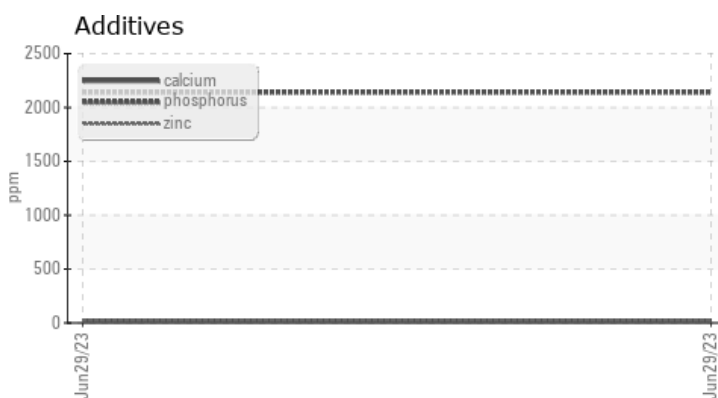 Additives
2500
2000
1500
1000
500
0
ppm
calcium
phosphorus
zinc
Jun29/23
Jun29/23